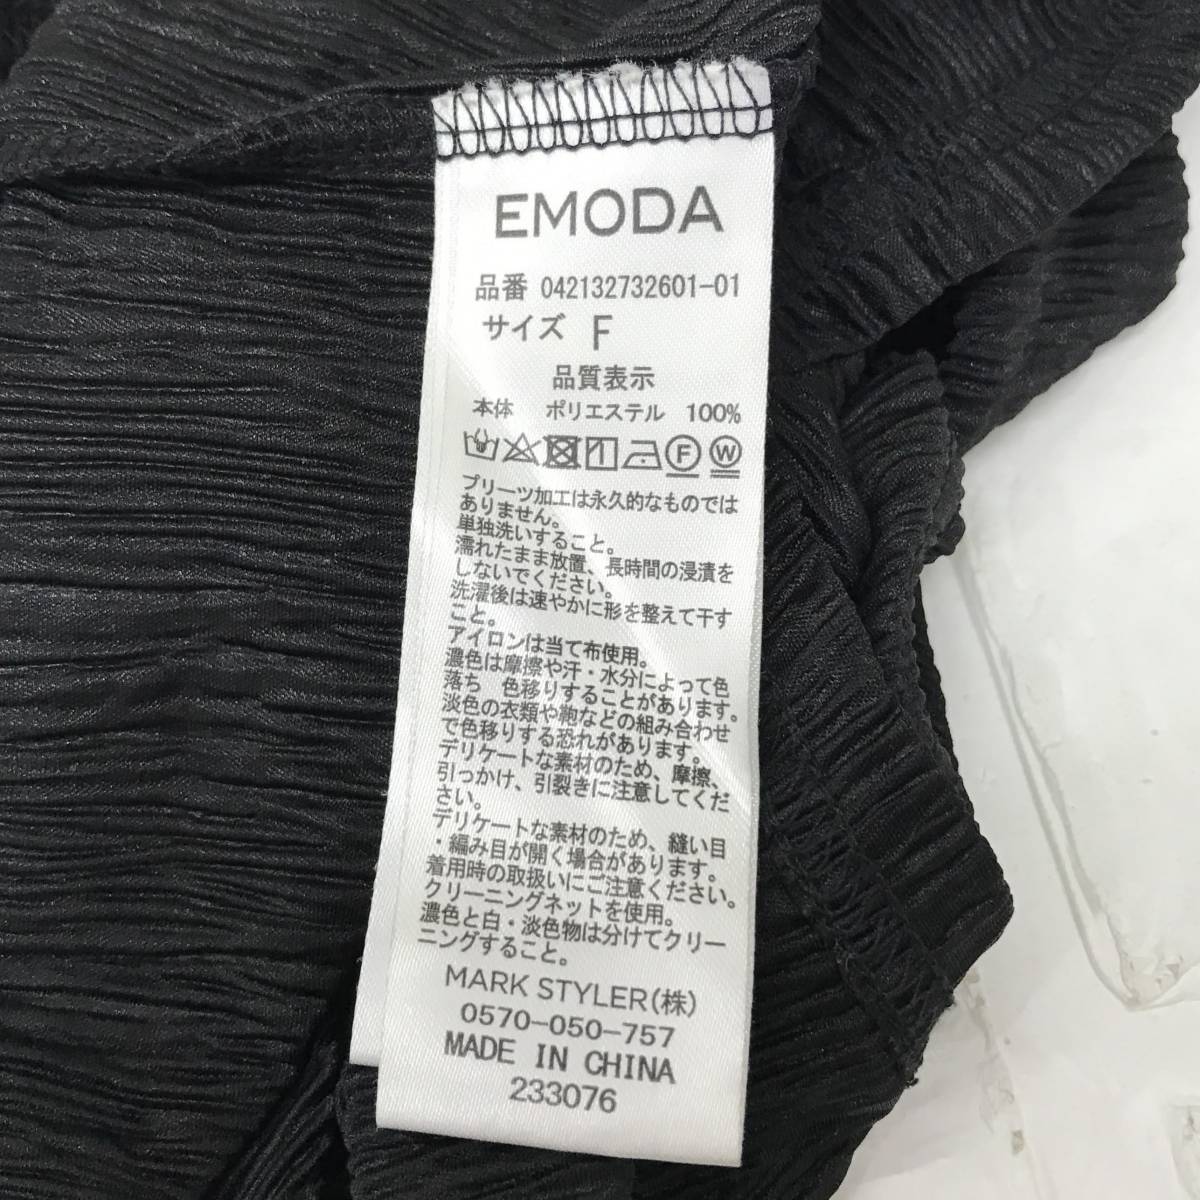 EMODA
品番 042132732601-01
サイズ F
品質表示
本体 ポリエステル 100%
F W
プリーツ加工は永久的なものでは
ありません。
単独洗いすること。
濡れたまま放置、長時間の浸漬を
しないでください。
洗濯後は速やかに形を整えて干す
こと。
アイロンは当て布使用。
濃色は摩擦や汗・水分によって色
落ち 色移りすることがあります。
淡色の衣類や鞄などの組み合わせ
で色移りする恐れがあります。
デリケートな素材のため、摩擦、
引っかけ、引裂きに注意してくだ
さい。
デリケートな素材のため、縫い目
・編み目が開く場合があります。
着用時の取扱いにご注意ください。
クリーニングネットを使用。
濃色と白・淡色物は分けてクリー
ニングすること。
MARK STYLER(株)
0570-050-757
MADE IN CHINA
233076